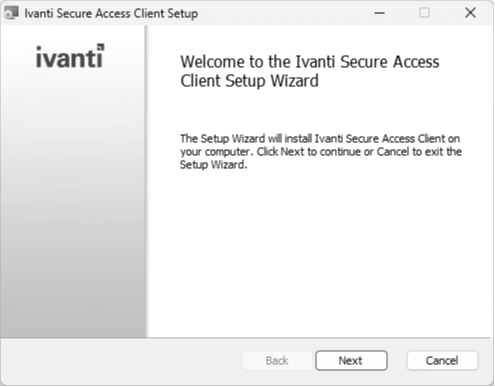 Ivanti Secure Access Client Setup
ivanti
Welcome to the Ivanti Secure Access
Client Setup Wizard
The Setup Wizard will install Ivanti Secure Access Client on
your computer. Click Next to continue or Cancel to exit the
Setup Wizard.
Back
Next
Cancel